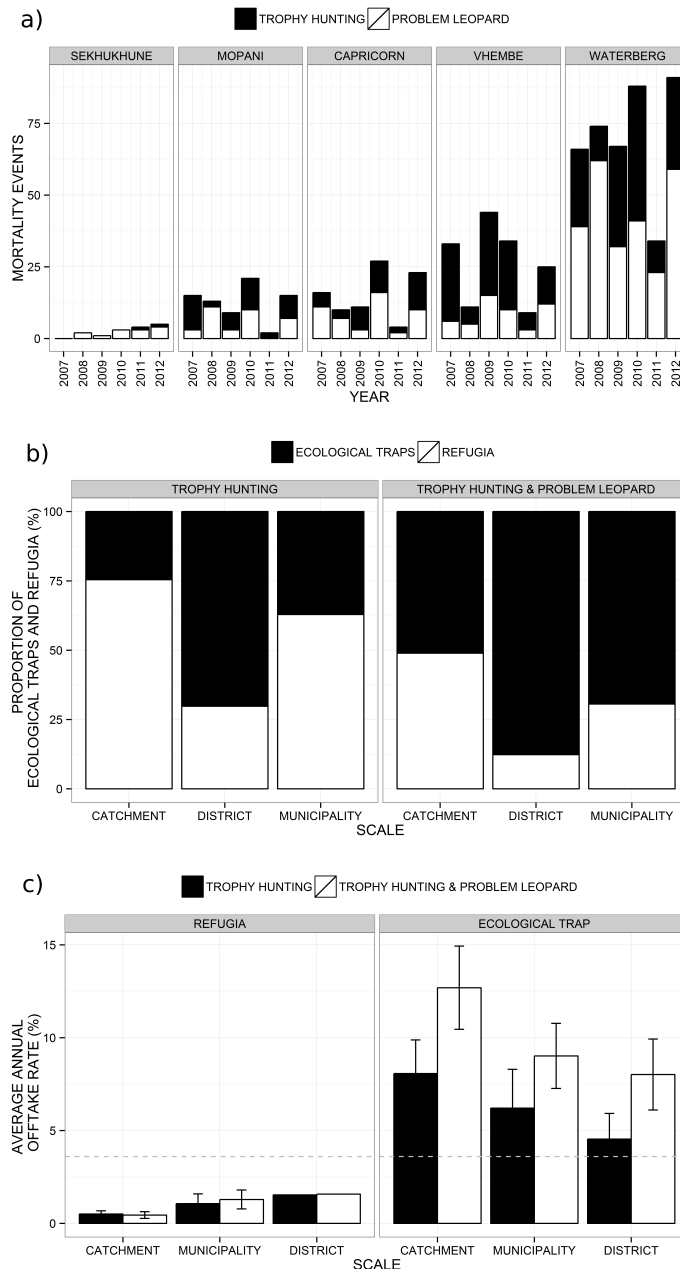 a)
TROPHY HUNTING PROBLEM LEOPARD
SEKHUKHUNE MOPANI CAPRICORN VHEMBE WATERBERG
MORTALITY EVENTS
75
50
25
0
2007 2008 2009 2010 2011 2012 2007 2008 2009 2010 2011 2012 2007 2008 2009 2010 2011 2012 2007 2008 2009 2010 2011 2012 2007 2008 2009 2010 2011 2012
YEAR
b)
ECOLOGICAL TRAPS REFUGIA
TROPHY HUNTING TROPHY HUNTING & PROBLEM LEOPARD
PROPORTION OF
ECOLOGICAL TRAPS AND REFUGIA (%)
100
75
50
25
0
CATCHMENT DISTRICT MUNICIPALITY CATCHMENT DISTRICT MUNICIPALITY
SCALE
c)
TROPHY HUNTING TROPHY HUNTING & PROBLEM LEOPARD
REFUGIA ECOLOGICAL TRAP
AVERAGE ANNUAL
OFFTAKE RATE (%)
15
10
5
0
CATCHMENT MUNICIPALITY DISTRICT CATCHMENT MUNICIPALITY DISTRICT
SCALE